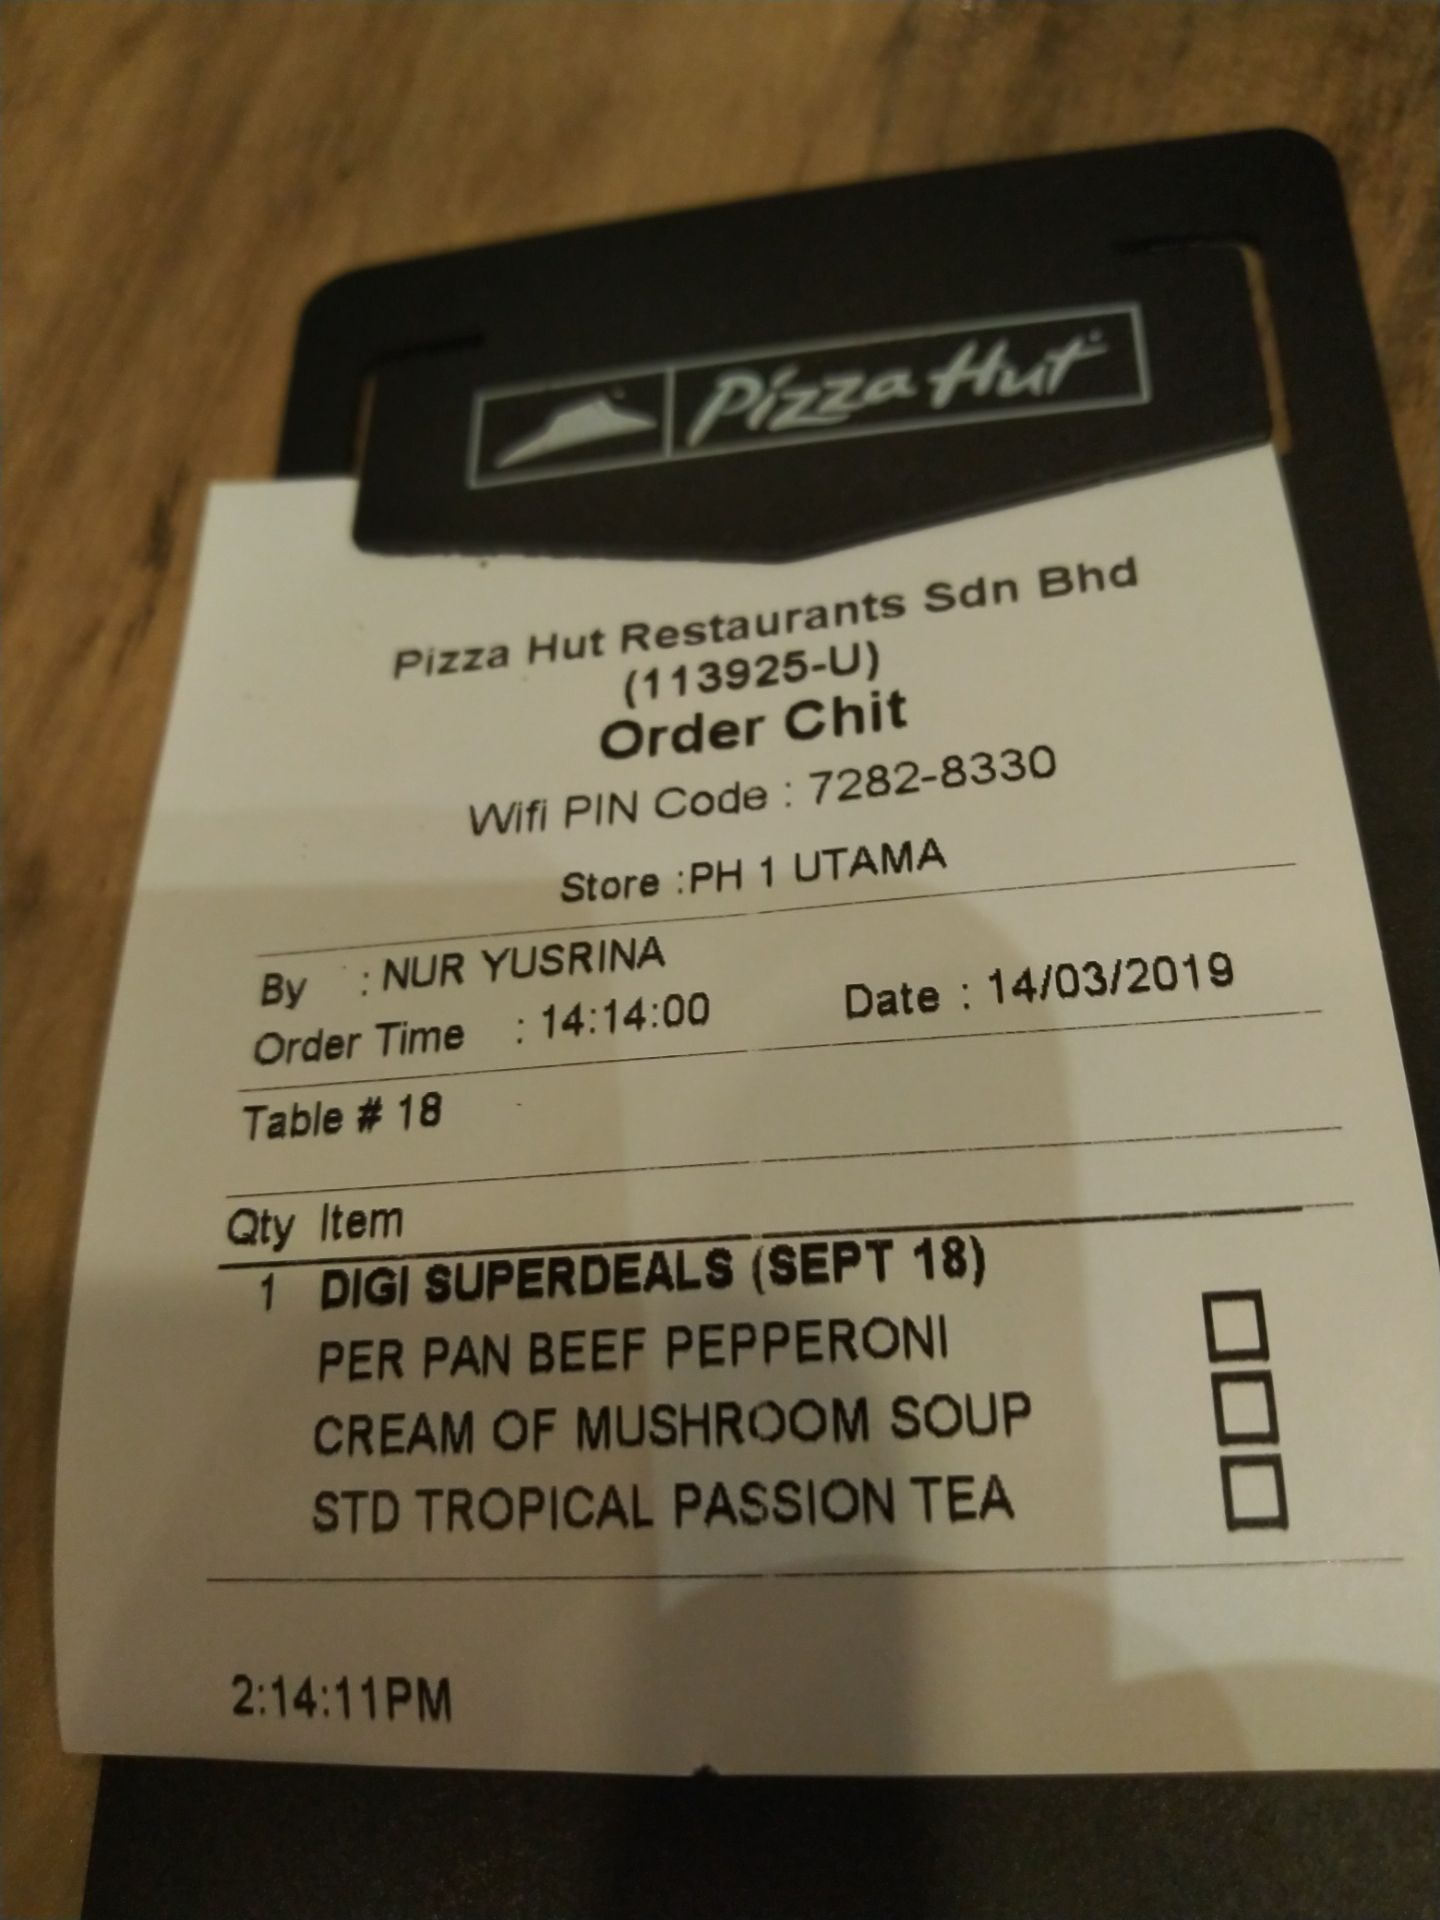 Pizza Hut
Pizza Hut Restaurants Sdn Bhd
(113925-U)
Order Chit
Wifi PIN Code : 7282-8330
Store :PH 1 UTAMA
By : NUR YUSRINA
Order Time : 14:14:00 Date : 14/03/2019
Table # 18
Qty Item
1 DIGI SUPERDEALS (SEPT 18)
PER PAN BEEF PEPPERONI
CREAM OF MUSHROOM SOUP
STD TROPICAL PASSION TEA
2:14:11PM